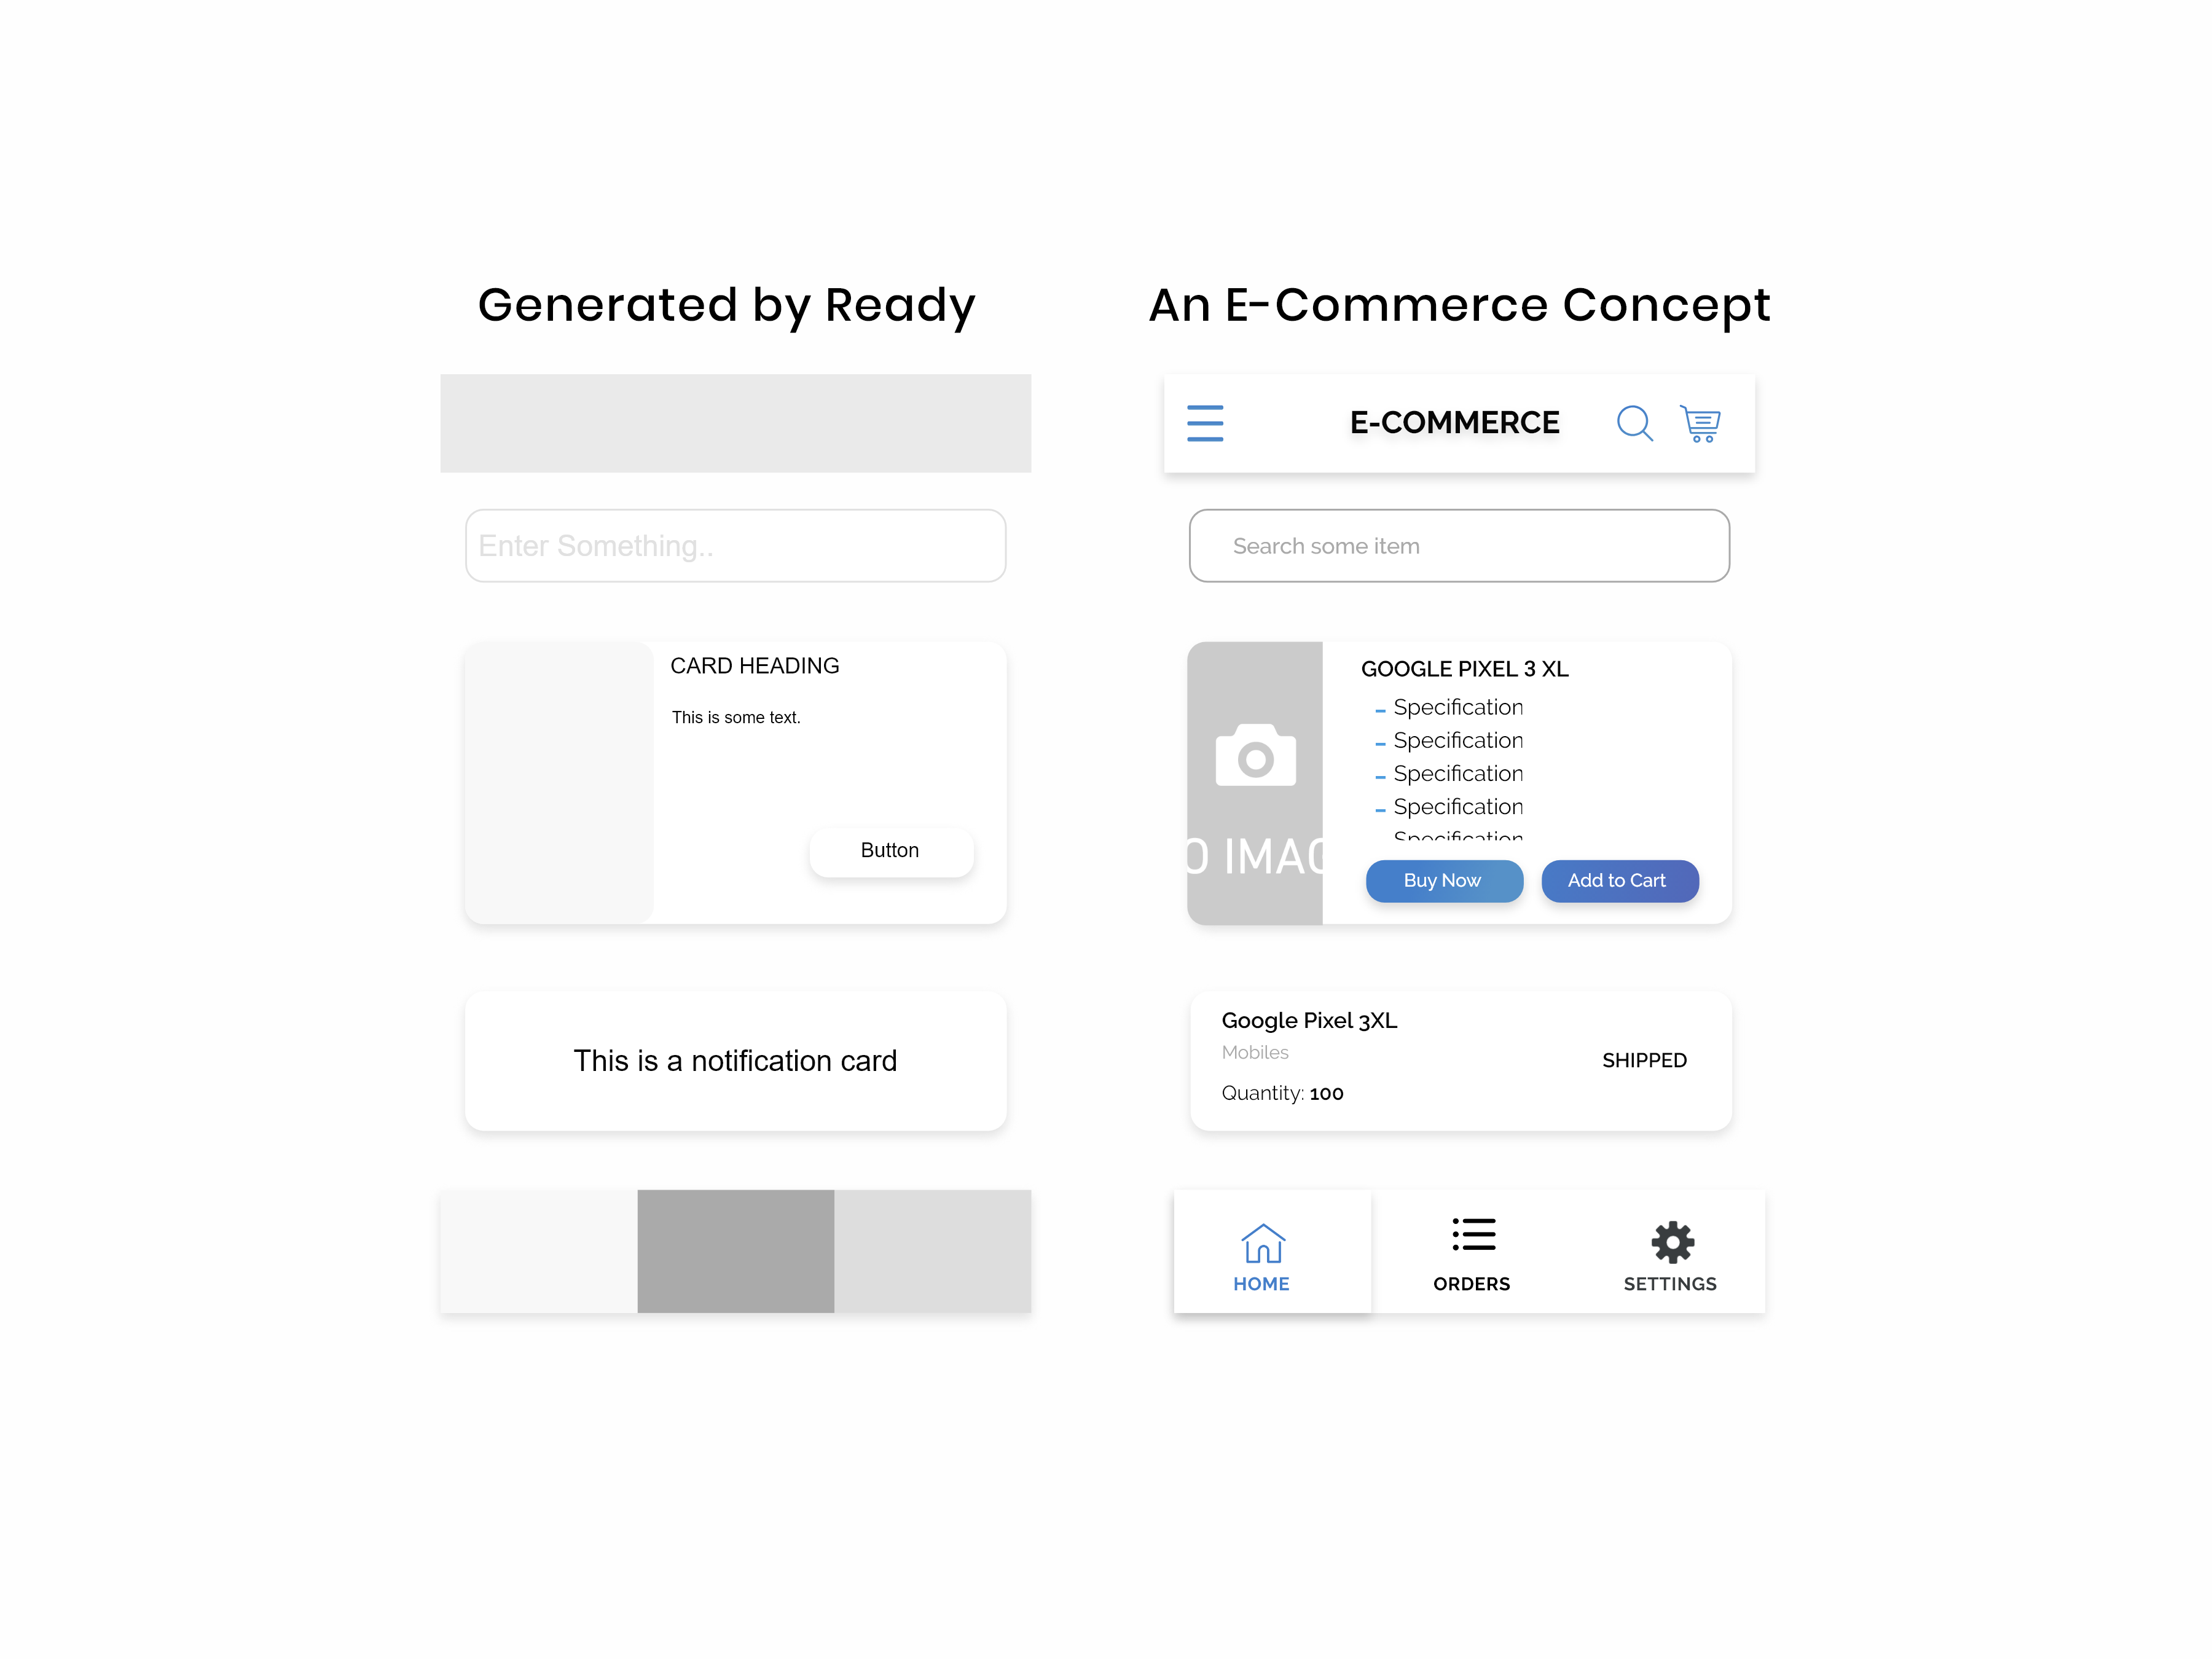 Generated by Ready
Enter Something..
CARD HEADING
This is some text.
Button
This is a notification card
An E-Commerce Concept
E-COMMERCE
Search some item
O IMAG
GOOGLE PIXEL 3 XL
- Specification
- Specification
- Specification
- Specification
Specification
Buy Now
Add to Cart
Google Pixel 3XL
Mobiles
SHIPPED
Quantity: 100
HOME
ORDERS
SETTINGS